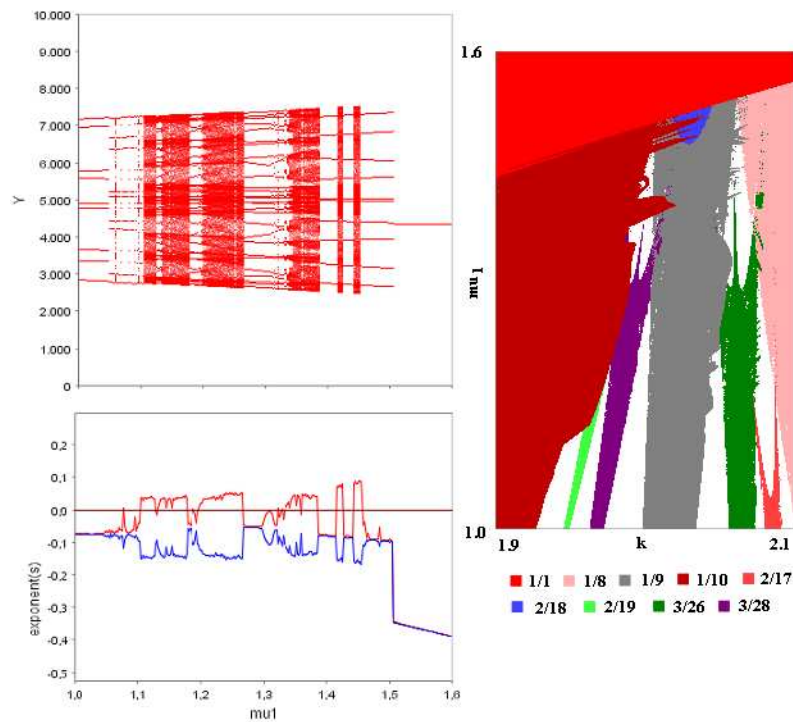 10.000
9.000
8.000
7.000
6.000
5.000
4.000
3.000
2.000
1.000
0
Y
0,2
0,1
0,0
-0,1
-0,2
-0,3
-0,4
-0,5
exponent(s)
1,0 1,1 1,2 1,3 1,4 1,5 1,6
mu1
1.6
mu1
1.0
1.9 k 2.1
1/1 1/8 1/9 1/10 2/17
2/18 2/19 3/26 3/28